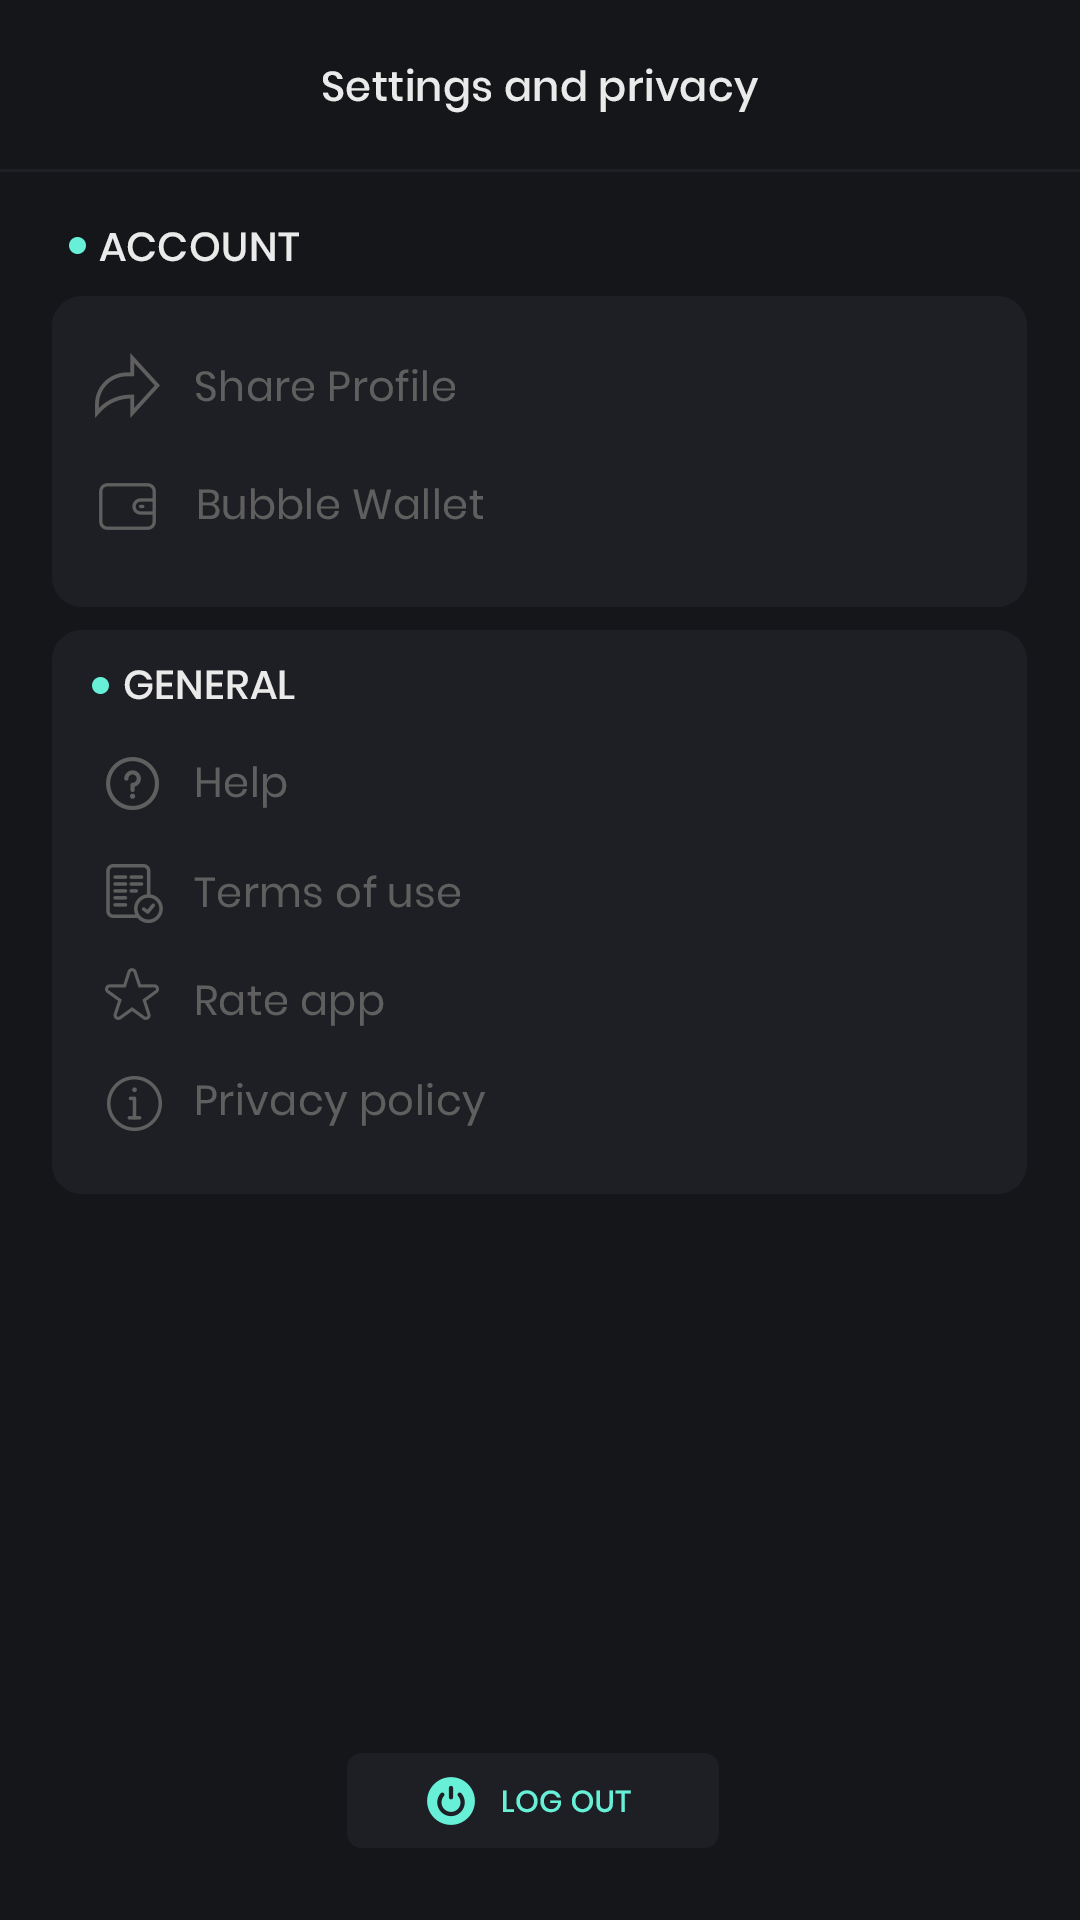 Settings and privacy
ACCOUNT
Share Profile
Bubble Wallet
GENERAL
Help
Terms of use
Rate app
Privacy policy
LOG OUT